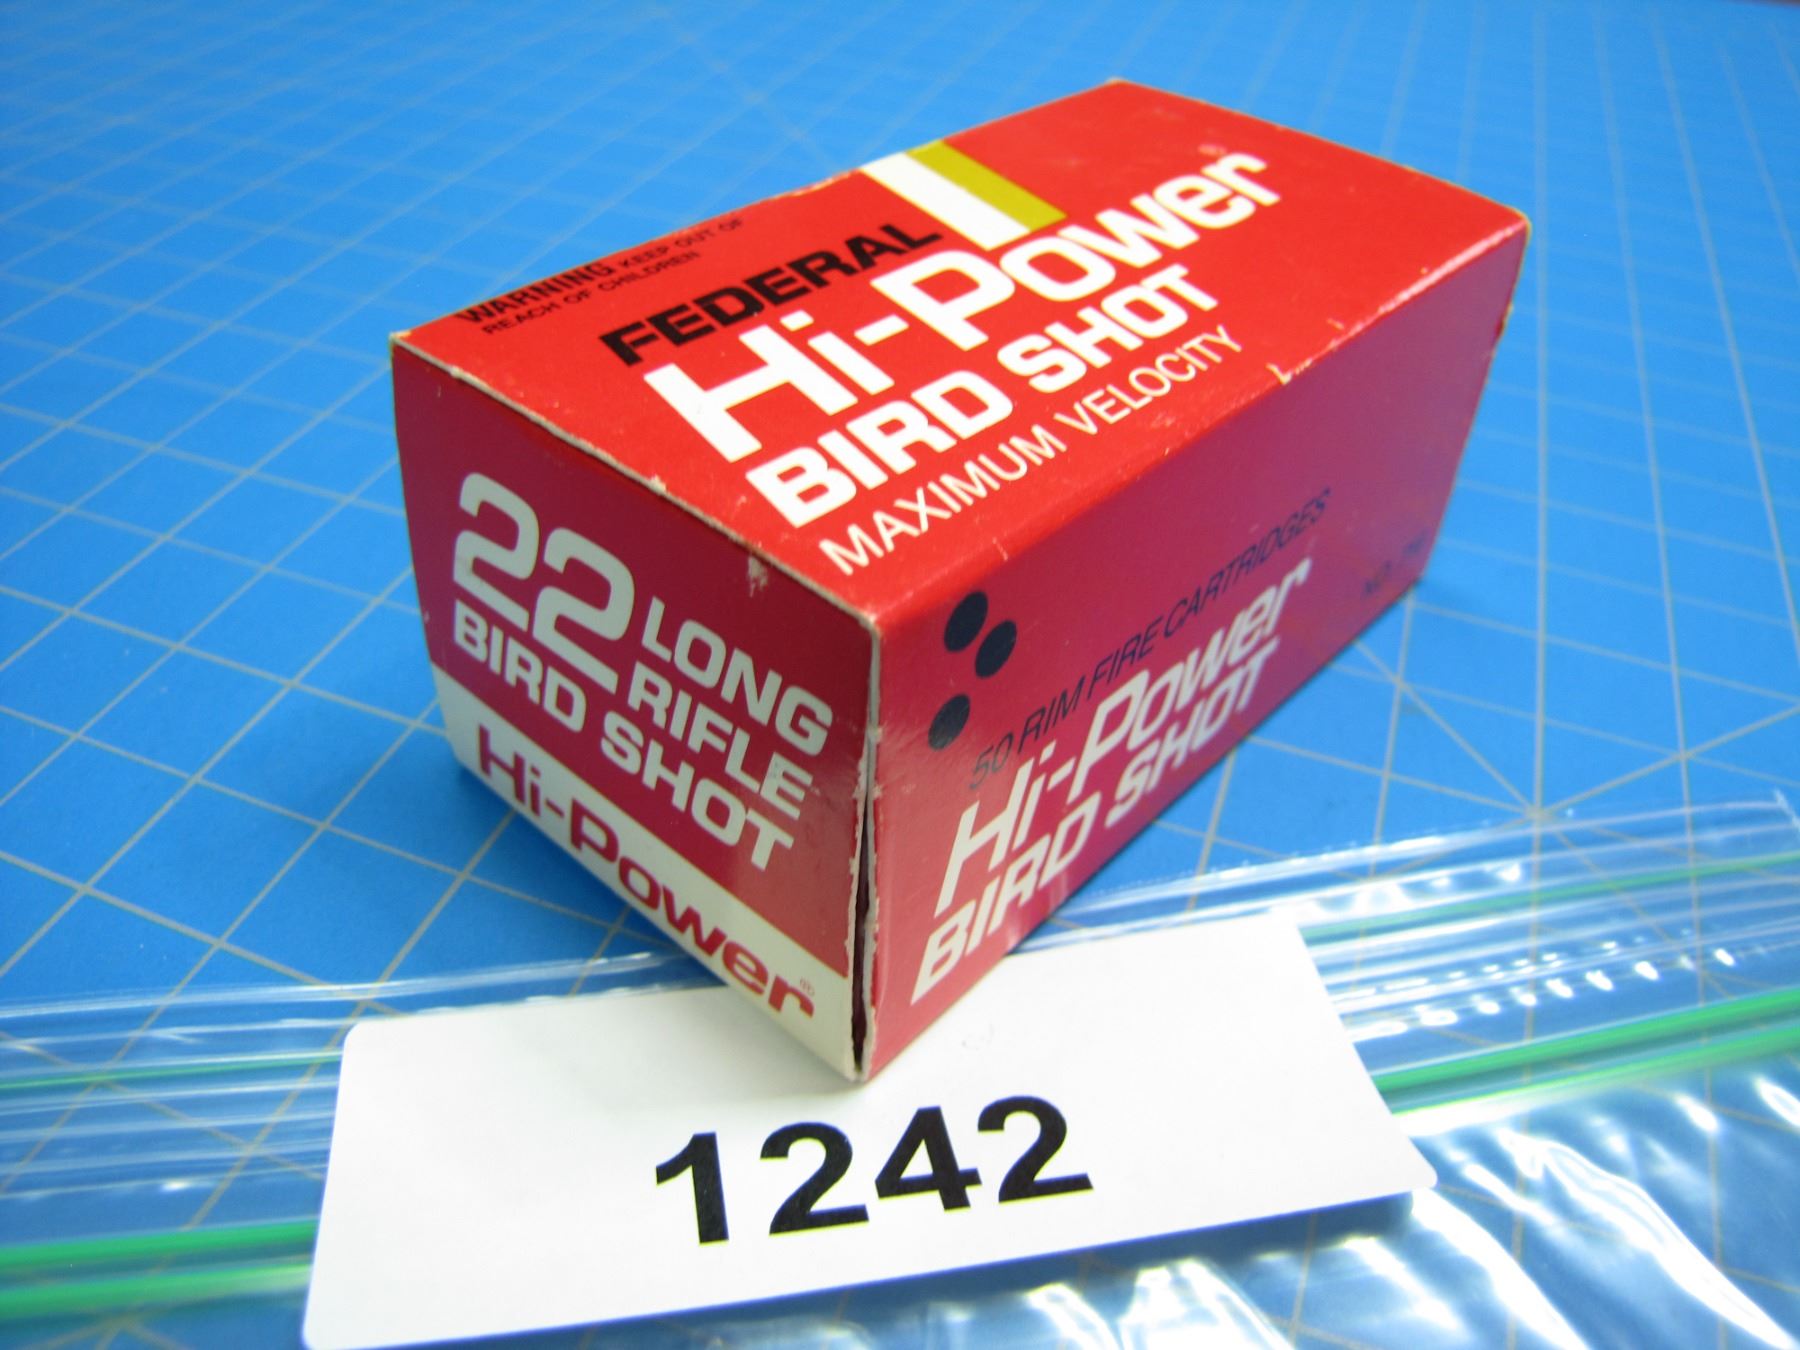 WARNING KEEP OUT OF
REACH OF CHILDREN
FEDERAL
Hi-Power
BIRD SHOT
MAXIMUM VELOCITY
22 LONG
RIFLE
BIRD SHOT
Hi-Power®
50 RIM FIRE CARTRIDGES
Hi-Power
BIRD SHOT
1242